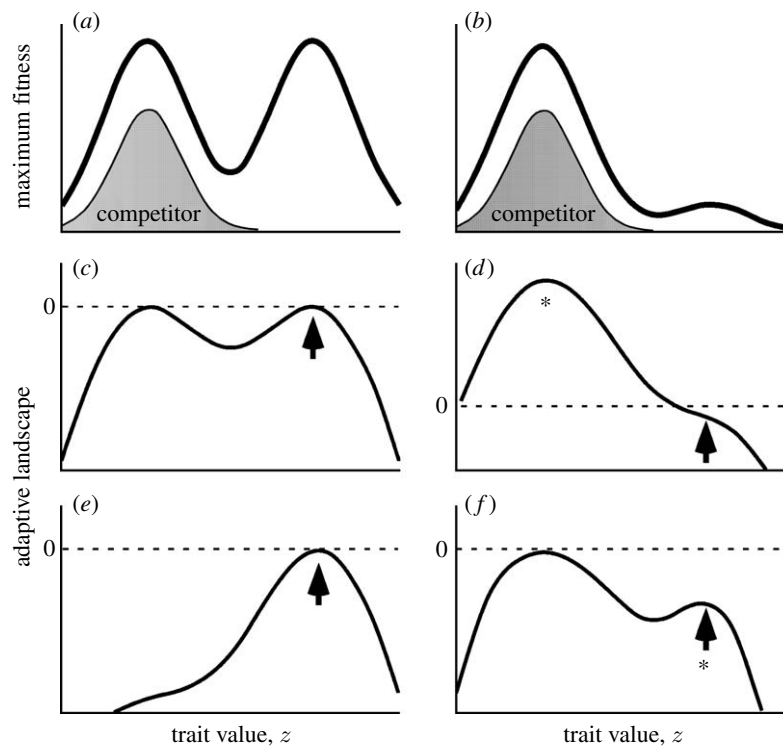 (a)
(b)
maximum fitness
competitor
competitor
(c)
(d)
0
*
0
adaptive landscape
(e)
(f)
0
0
*
trait value, z
trait value, z